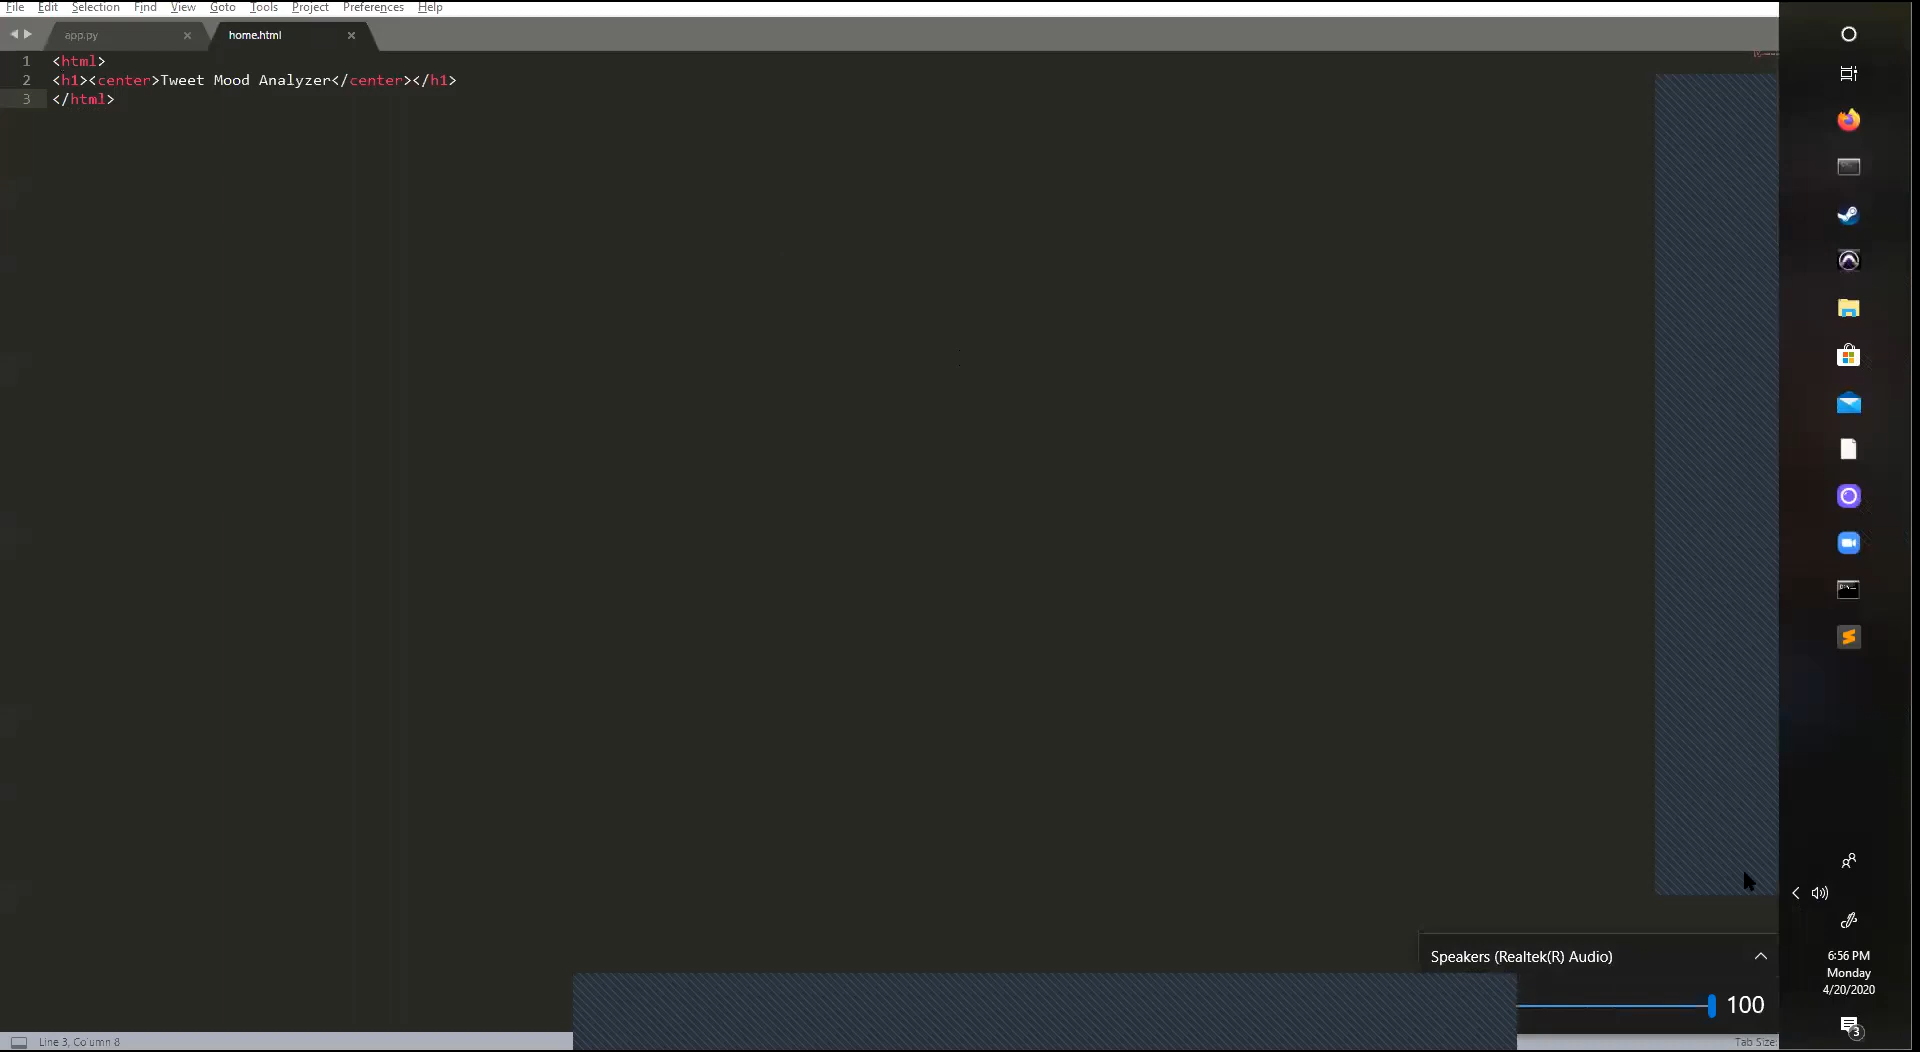 File Edit Selection Find View Goto Tools Project Preferences Help
app.py
home.html
1 <html>
2 <h1><center>Tweet Mood Analyzer</center></h1>
3 </html>
Speakers (Realtek(R) Audio)
100
6:56 PM
Monday
4/20/2020
3
Line 3, Column 8
Tab Size: